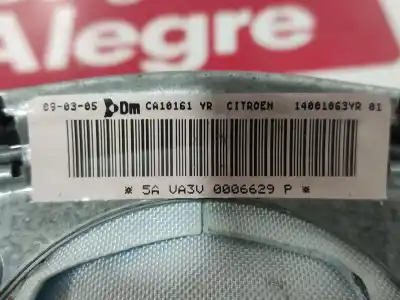 Alegre
09-03-05 Dm CA10161 YR CITROEN 14001063YR 01
* 5A VA3V 0006629 P *